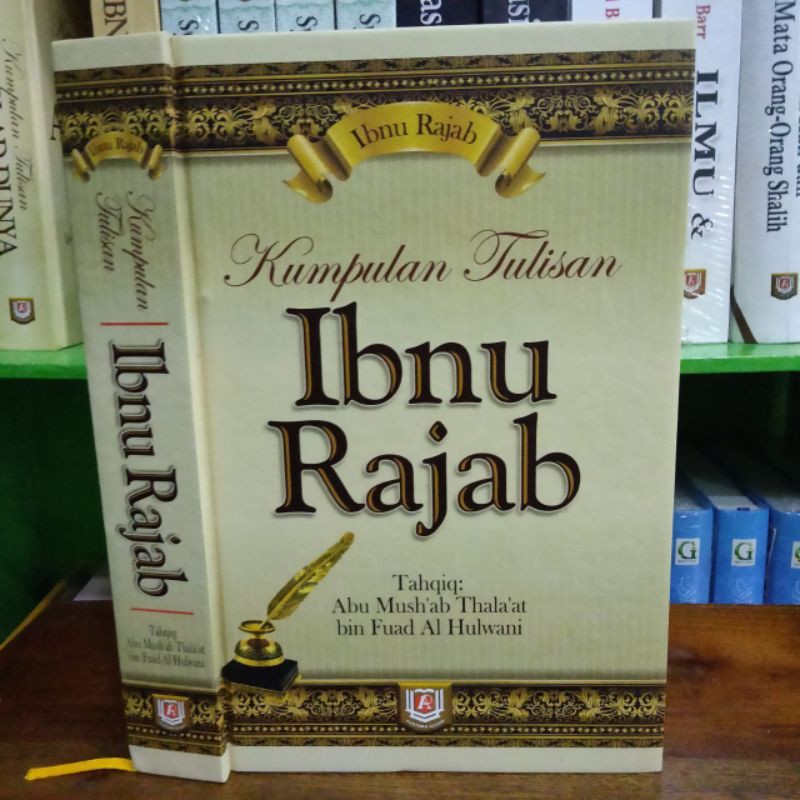 Ibnu Rajab
Kumpulan Tulisan
Ibnu
Rajab
Tahqiq:
Abu Mush'ab Thala'at
bin Fuad Al Hulwani
Ibnu Rajab
Kumpulan
Tulisan
Ibnu Rajab
Tahqiq:
Abu Mush'ab Thala'at
bin Fuad Al Hulwani
Kumpulan Tulisan
Barr
ILMU &
Mata Orang-Orang Shalih
G
G
G